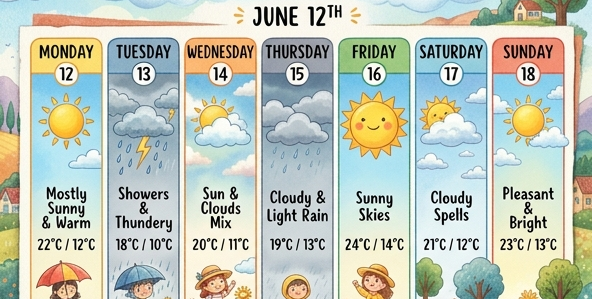 JUNE 12TH
MONDAY
12
Mostly
Sunny
& Warm
22°C / 12°C
TUESDAY
13
Showers
&
Thundery
18°C / 10°C
WEDNESDAY
14
Sun &
Clouds
Mix
20°C / 11°C
THURSDAY
15
Cloudy &
Light Rain
19°C / 13°C
FRIDAY
16
Sunny
Skies
24°C / 14°C
SATURDAY
17
Cloudy
Spells
21°C / 12°C
SUNDAY
18
Pleasant
&
Bright
23°C / 13°C